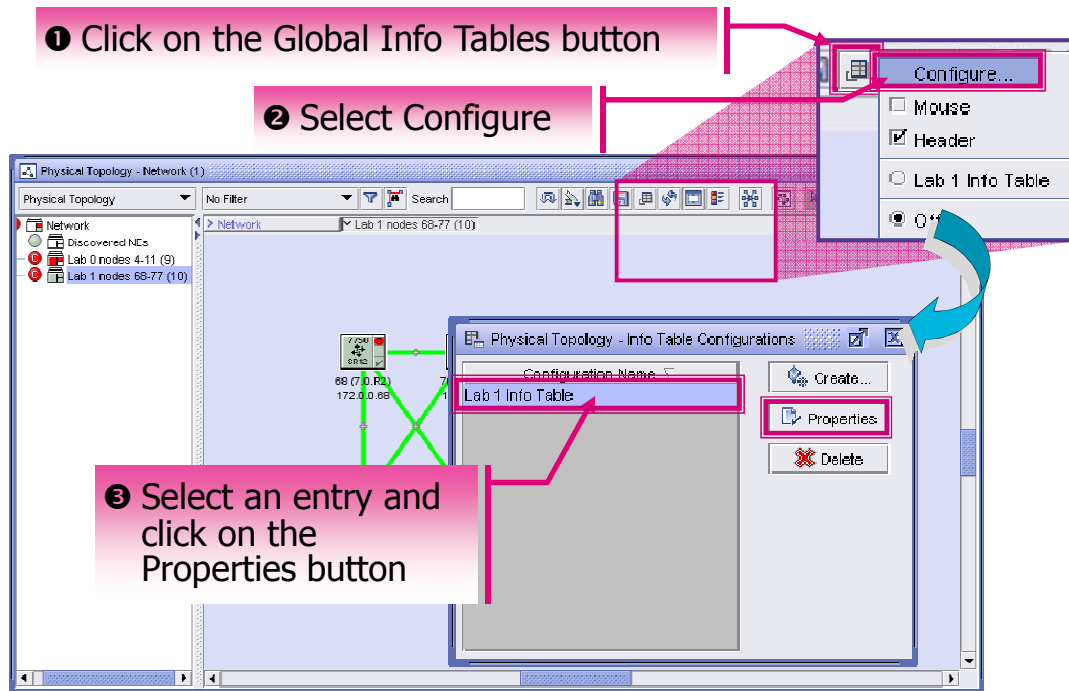 ❶ Click on the Global Info Tables button
❷ Select Configure
Configure...
Mouse
Header
Lab 1 Info Table
Physical Topology - Network (1)
Physical Topology
No Filter
Search
Network
Discovered NEs
Lab 0 nodes 4-11 (9)
Lab 1 nodes 68-77 (10)
> Network
Lab 1 nodes 68-77 (10)
7750
SR12
68 (7.0.R2)
172.0.0.68
Physical Topology - Info Table Configurations
Configuration Name
Lab 1 Info Table
Create...
Properties
Delete
❸ Select an entry and
click on the
Properties button